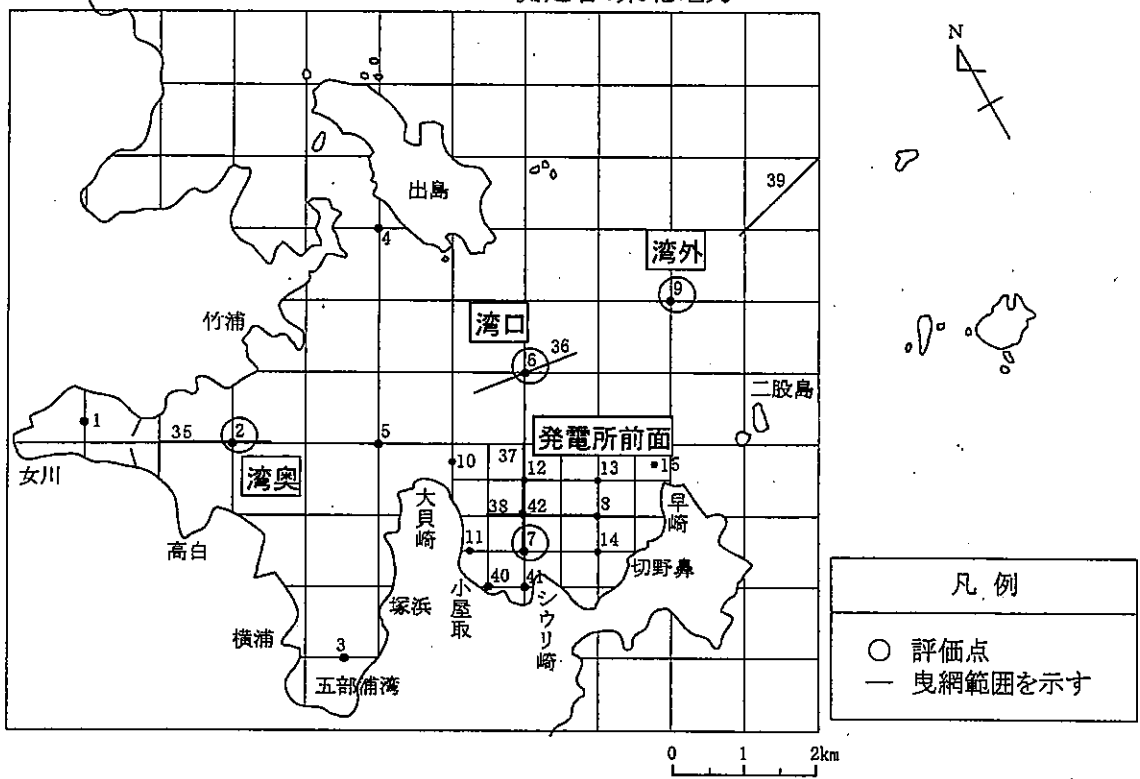 N
出島
39
4
湾外
9
竹浦
湾口
6
36
二股島
1
35
2
5
発電所前面
37
10
12
13
15
女川
湾奥
大貝崎
38
42
8
早崎
高白
11
7
14
40
41
切野鼻
小屋取
シウリ崎
塚浜
横浦
3
五部浦湾
凡例
○ 評価点
― 曳網範囲を示す
0 1 2km